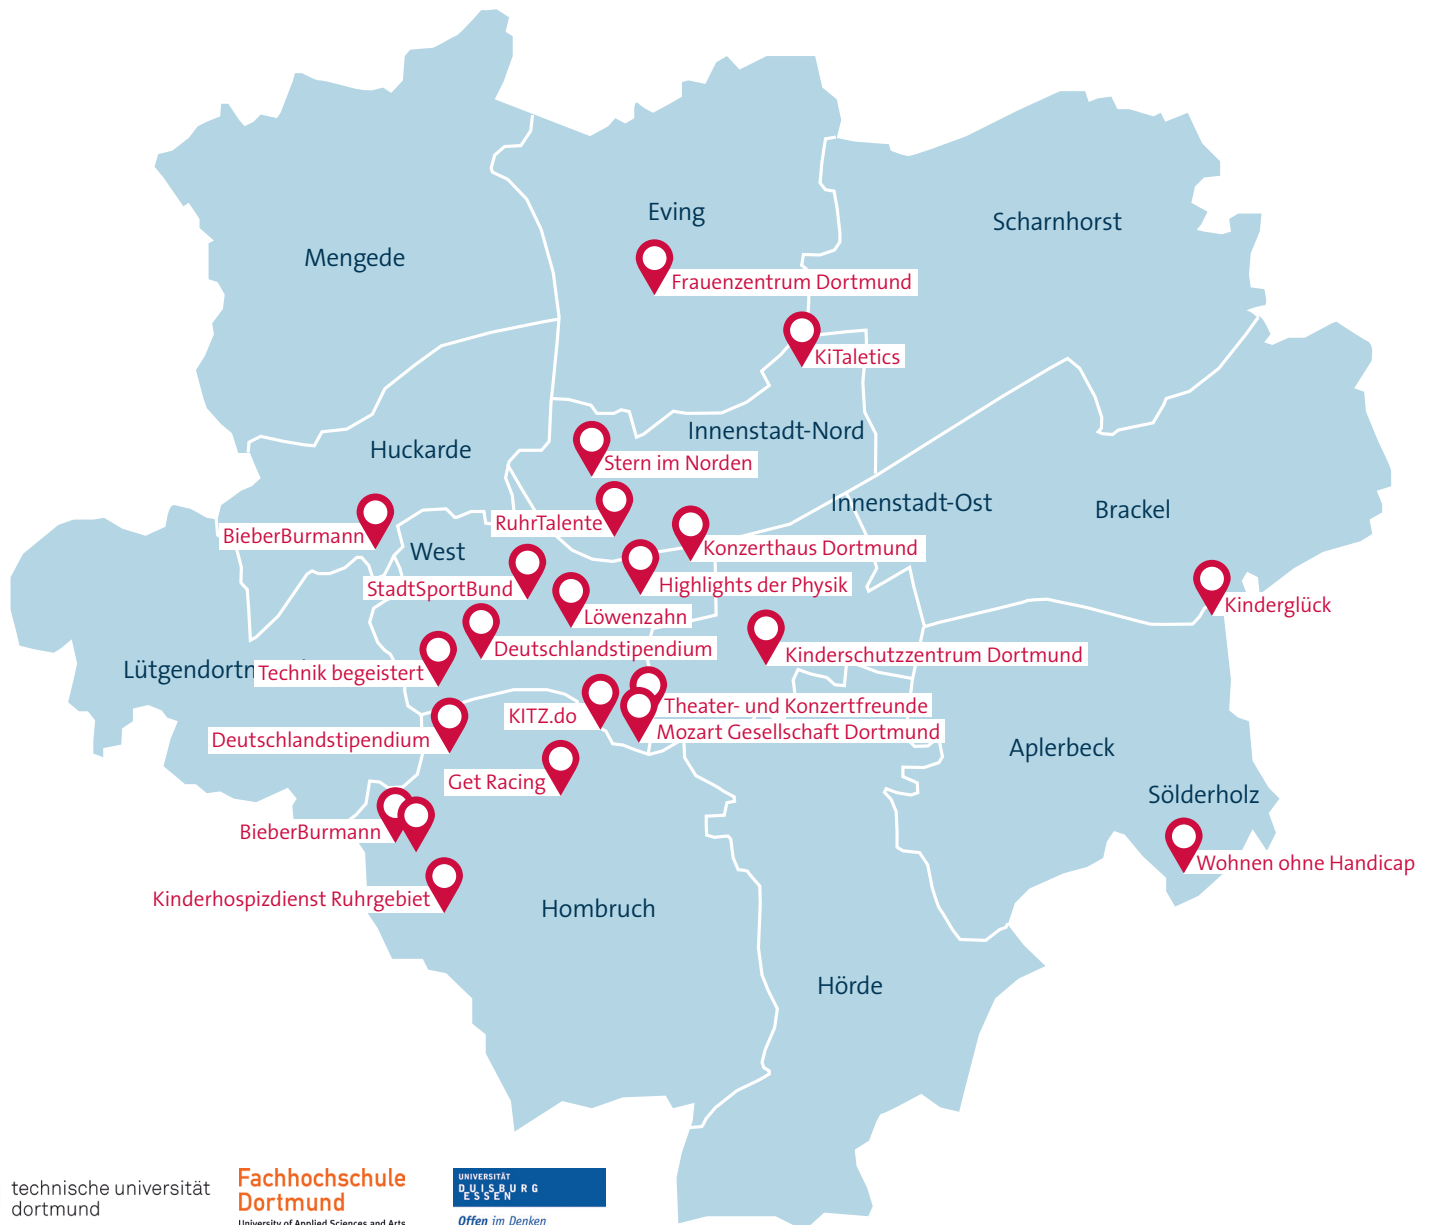 Eving
Scharnhorst
Mengede
Frauenzentrum Dortmund
KiTaletics
Innenstadt-Nord
Huckarde
Stern im Norden
Innenstadt-Ost
Brackel
RuhrTalente
BieberBurmann
West
Konzerthaus Dortmund
StadtSportBund
Highlights der Physik
Kinderglück
Löwenzahn
Deutschlandstipendium
Kinderschutzzentrum Dortmund
Lütgendortm
Technik begeistert
Theater- und Konzertfreunde
KITZ.do
Mozart Gesellschaft Dortmund
Deutschlandstipendium
Aplerbeck
Get Racing
Sölderholz
BieberBurmann
Wohnen ohne Handicap
Kinderhospizdienst Ruhrgebiet
Hombruch
Hörde
technische universität
dortmund
Fachhochschule
Dortmund
University of Applied Sciences and Arts
UNIVERSITÄT
DUISBURG
ESSEN
Offen im Denken